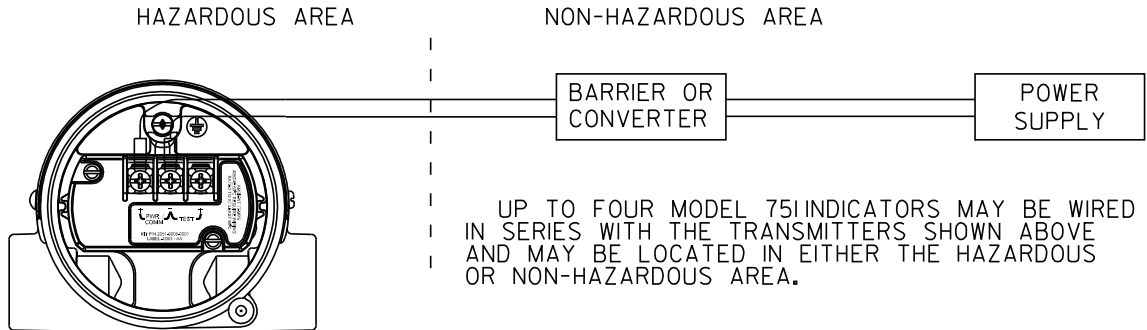 HAZARDOUS AREA
NON-HAZARDOUS AREA
BARRIER OR
CONVERTER
POWER
SUPPLY
PWR
COMM
TEST
UP TO FOUR MODEL 751 INDICATORS MAY BE WIRED
IN SERIES WITH THE TRANSMITTERS SHOWN ABOVE
AND MAY BE LOCATED IN EITHER THE HAZARDOUS
OR NON-HAZARDOUS AREA.